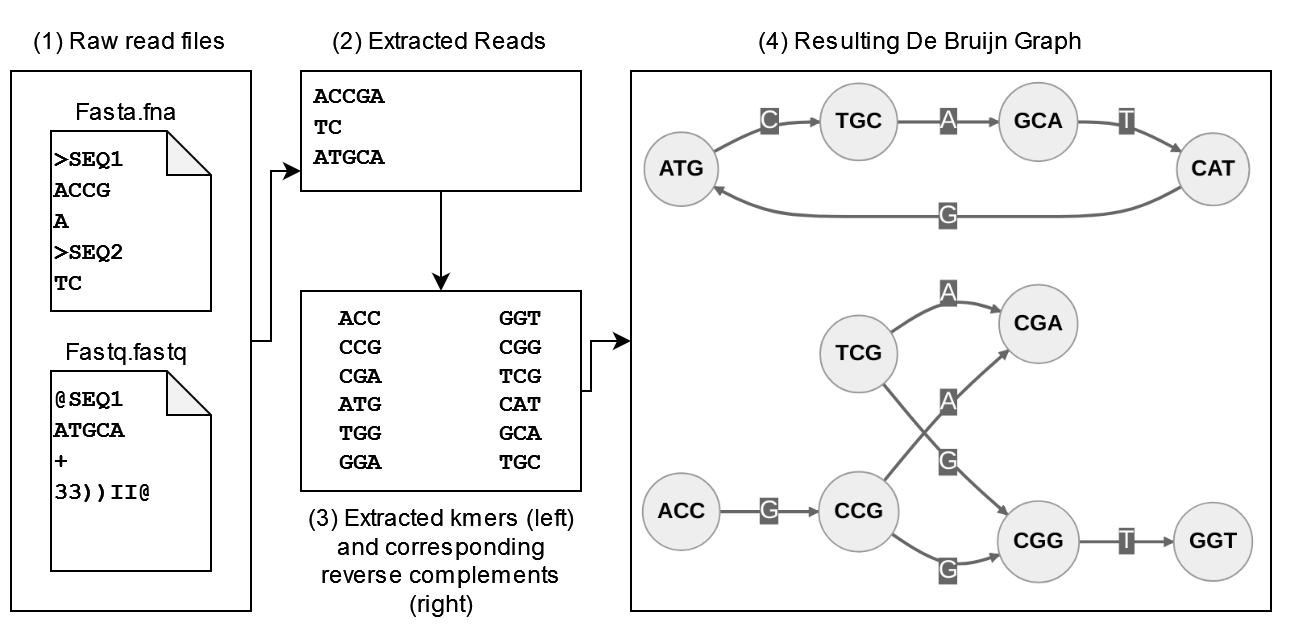 (1) Raw read files
Fasta.fna
>SEQ1
ACCG
A
>SEQ2
TC
Fastq.fastq
@SEQ1
ATGCA
+
33))II@
(2) Extracted Reads
ACCGA
TC
ATGCA
ACC GGT
CCG CGG
CGA TCG
ATG CAT
TGG GCA
GGA TGC
(3) Extracted kmers (left)
and corresponding
reverse complements
(right)
(4) Resulting De Bruijn Graph
ATG
C
TGC
A
GCA
T
CAT
G
TCG
A
CGA
A
G
ACC
G
CCG
G
CGG
T
GGT